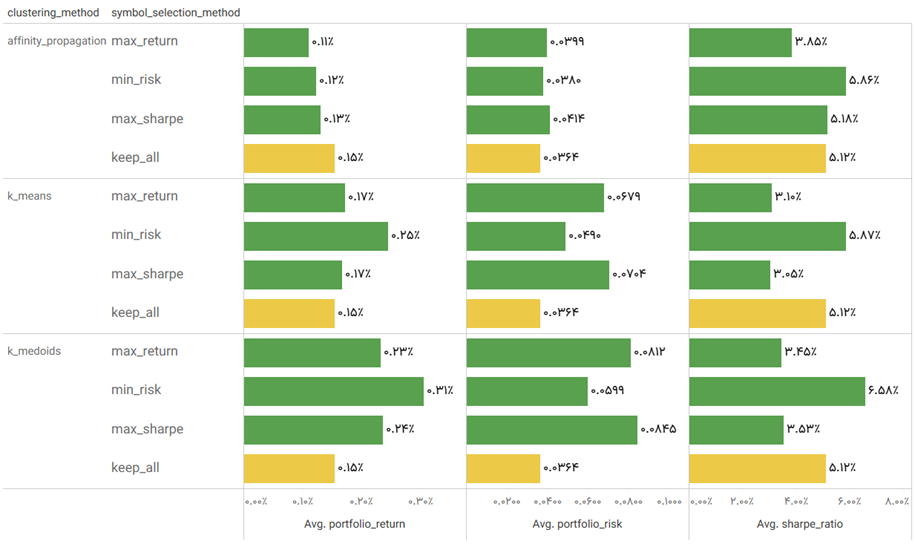 clustering_method symbol_selection_method
affinity_propagation max_return ۰.۱۱٪ ۰.۰۳۹۹ ۳.۸۵٪
min_risk ۰.۱۲٪ ۰.۰۳۸۰ ۵.۸۶٪
max_sharpe ۰.۱۳٪ ۰.۰۴۱۴ ۵.۱۸٪
keep_all ۰.۱۵٪ ۰.۰۳۶۴ ۵.۱۲٪
k_means max_return ۰.۱۷٪ ۰.۰۶۷۹ ۳.۱۰٪
min_risk ۰.۲۵٪ ۰.۰۴۹۰ ۵.۸۷٪
max_sharpe ۰.۱۷٪ ۰.۰۷۰۴ ۳.۰۵٪
keep_all ۰.۱۵٪ ۰.۰۳۶۴ ۵.۱۲٪
k_medoids max_return ۰.۲۳٪ ۰.۰۸۱۲ ۳.۴۵٪
min_risk ۰.۳۱٪ ۰.۰۵۹۹ ۶.۵۸٪
max_sharpe ۰.۲۴٪ ۰.۰۸۴۵ ۳.۵۳٪
keep_all ۰.۱۵٪ ۰.۰۳۶۴ ۵.۱۲٪
۰.۰۰٪ ۰.۱۰٪ ۰.۲۰٪ ۰.۳۰٪ ۰.۰۲۰۰ ۰.۰۴۰۰ ۰.۰۶۰۰ ۰.۰۸۰۰ ۰.۱۰۰۰ ۰.۰۰٪ ۲.۰۰٪ ۴.۰۰٪ ۶.۰۰٪ ۸.۰۰٪
Avg. portfolio_return Avg. portfolio_risk Avg. sharpe_ratio